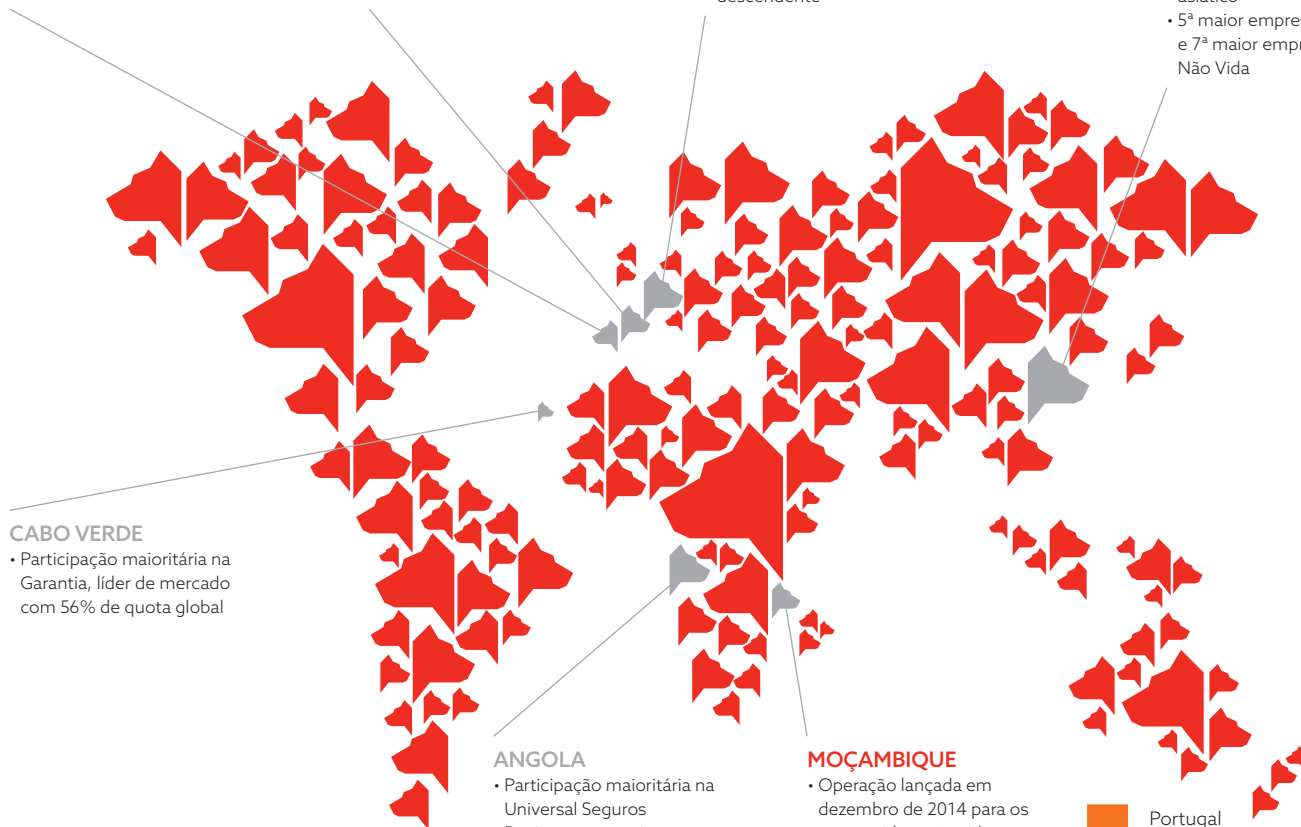 descendente
asiático
• 5ª maior
e 7ª maior
Não Vida
CABO VERDE
• Participação maioritária na
Garantia, líder de mercado
com 56% de quota global
ANGOLA
• Participação maioritária na
Universal Seguros
MOÇAMBIQUE
• Operação lançada em
dezembro de 2014 para os
Portugal